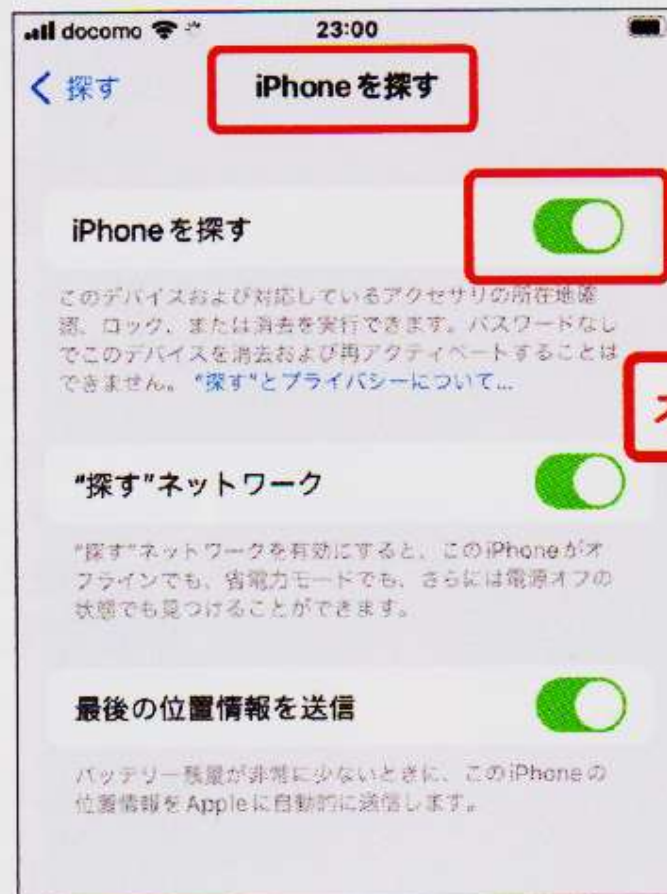 docomo 23:00
探す iPhoneを探す
iPhoneを探す
このデバイスおよび対応しているアクセサリの所在地確
認、ロック、または消去を実行できます。パスワードなし
でこのデバイスを消去および再アクティベートすることは
できません。"探す"とプライバシーについて...
"探す"ネットワーク
"探す"ネットワークを有効にすると、このiPhoneがオ
フラインでも、省電力モードでも、さらには電源オフの
状態でも見つけることができます。
最後の位置情報を送信
バッテリー残量が非常に少ないときに、このiPhoneの
位置情報をAppleに自動的に送信します。